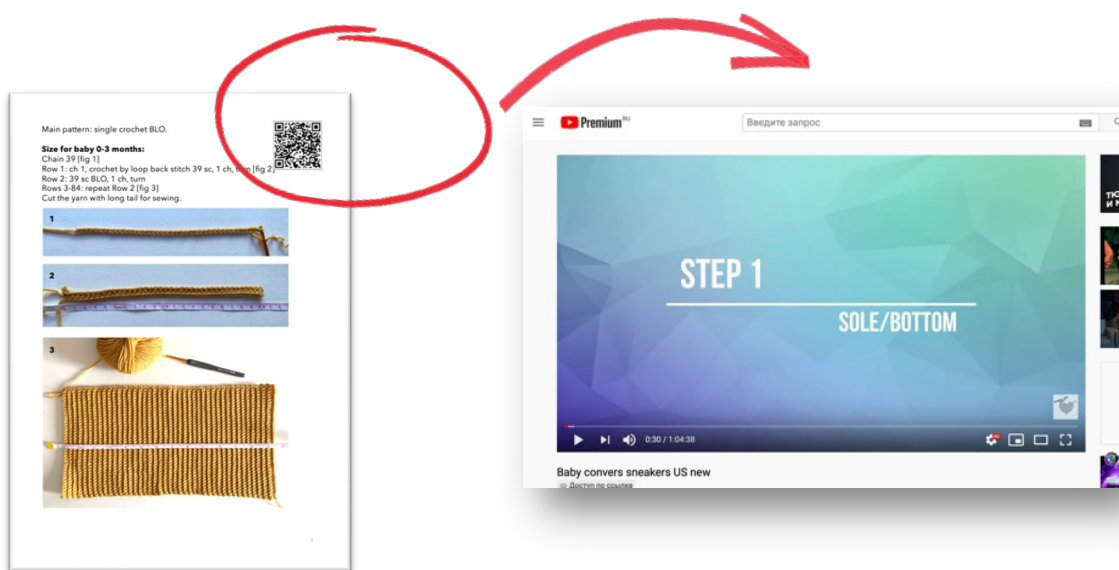 Main pattern: single crochet BLO.
Size for baby 0-3 months:
Chain 39 [fig 1]
Row 1: ch 1, crochet by loop back stitch 39 sc, 1 ch, turn [fig 2]
Row 2: 39 sc BLO, 1 ch, turn
Rows 3-84: repeat Row 2 [fig 3]
Cut the yarn with long tail for sewing.
1
2
3
Premium RU
Введите запрос
STEP 1
SOLE/BOTTOM
0:30 / 1:04:38
Baby convers sneakers US new
Доступ по ссылке